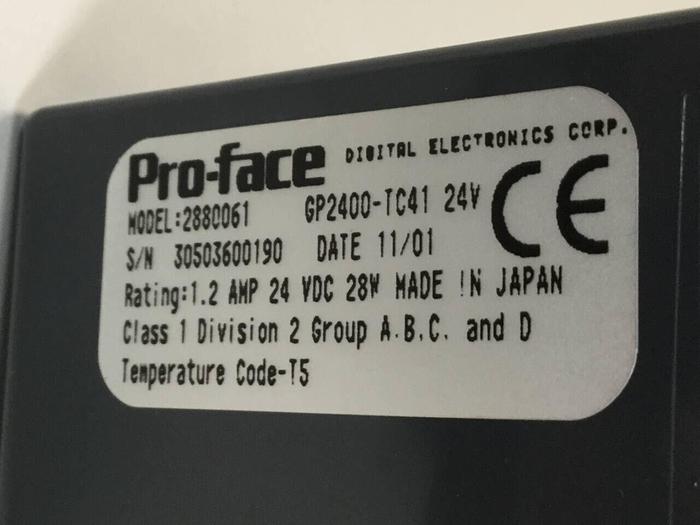 Pro-face DIGITAL ELECTRONICS CORP.
MODEL:2880061 GP2400-TC41 24V
CE
S/N 30503600190 DATE 11/01
Rating:1.2 AMP 24 VDC 28W MADE IN JAPAN
Class 1 Division 2 Group A.B.C. and D
Temperature Code-T5